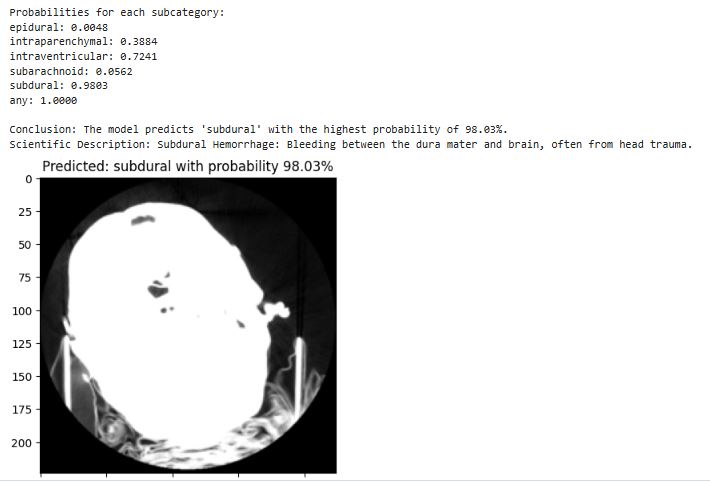 Probabilities for each subcategory:
epidural: 0.0048
intraparenchymal: 0.3884
intraventricular: 0.7241
subarachnoid: 0.0562
subdural: 0.9803
any: 1.0000
Conclusion: The model predicts 'subdural' with the highest probability of 98.03%.
Scientific Description: Subdural Hemorrhage: Bleeding between the dura mater and brain, often from head trauma.
Predicted: subdural with probability 98.03%
0
25
50
75
100
125
150
175
200